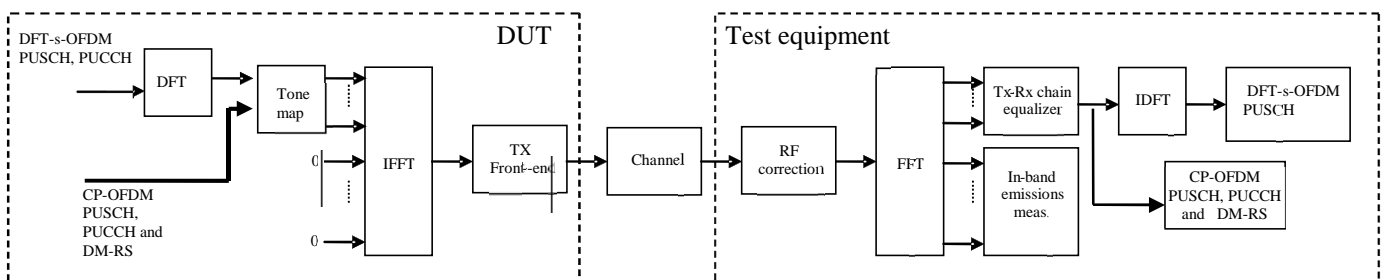 DUT
Test equipment
DFT-s-OFDM
PUSCH, PUCCH
DFT
Tone
map
IFFT
0
0
CP-OFDM
PUSCH,
PUCCH and
DM-RS
TX
Front-end
Channel
RF
correction
FFT
Tx-Rx chain
equalizer
IDFT
DFT-s-OFDM
PUSCH
In-band
emissions
meas.
CP-OFDM
PUSCH, PUCCH
and DM-RS